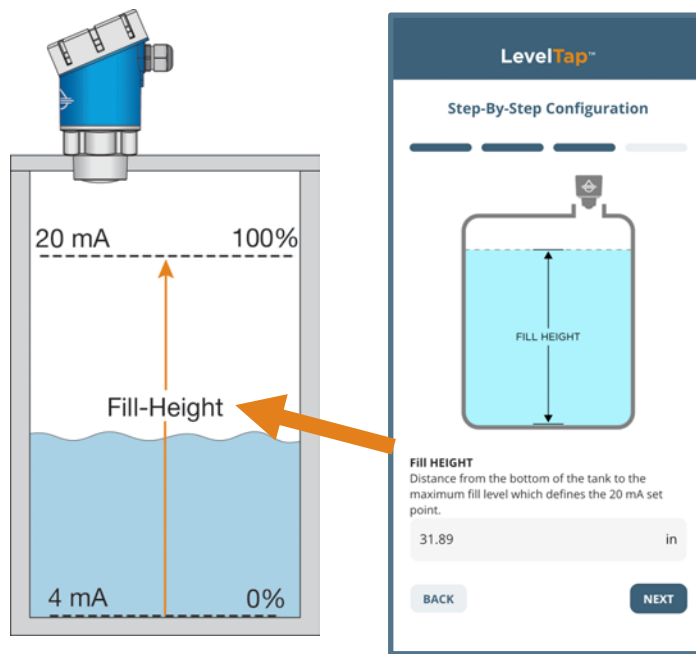 20 mA 100%
Fill-Height
4 mA 0%
LevelTap™
Step-By-Step Configuration
FILL HEIGHT
Fill HEIGHT
Distance from the bottom of the tank to the
maximum fill level which defines the 20 mA set
point.
31.89 in
BACK NEXT